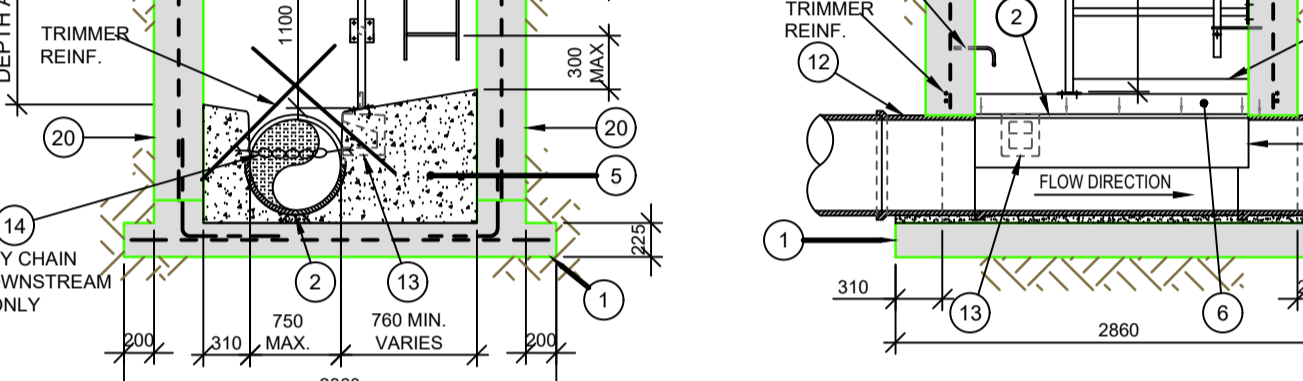 DEPTH A
TRIMMER
REINF.
1100
300
MAX
20
20
5
14
Y CHAIN
WNSTREAM
ONLY
2
13
1
225
200
310
750
MAX.
760 MIN.
VARIES
200
TRIMMER
REINF.
2
12
FLOW DIRECTION
1
310
13
6
2860